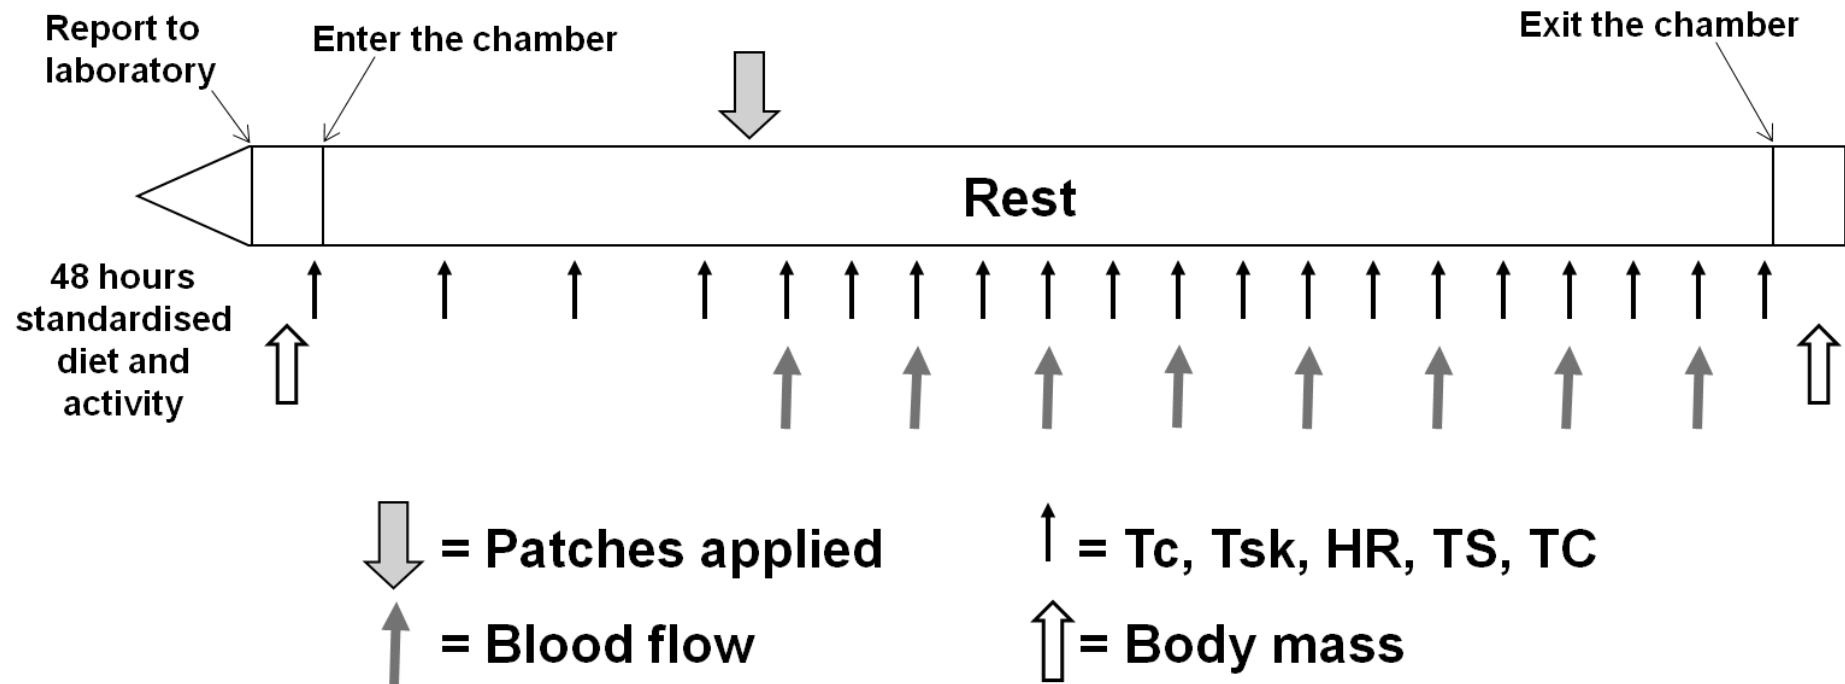 Report to
laboratory
Enter the chamber
Exit the chamber
Rest
48 hours
standardised
diet and
activity
= Patches applied
= Tc, Tsk, HR, TS, TC
= Blood flow
= Body mass